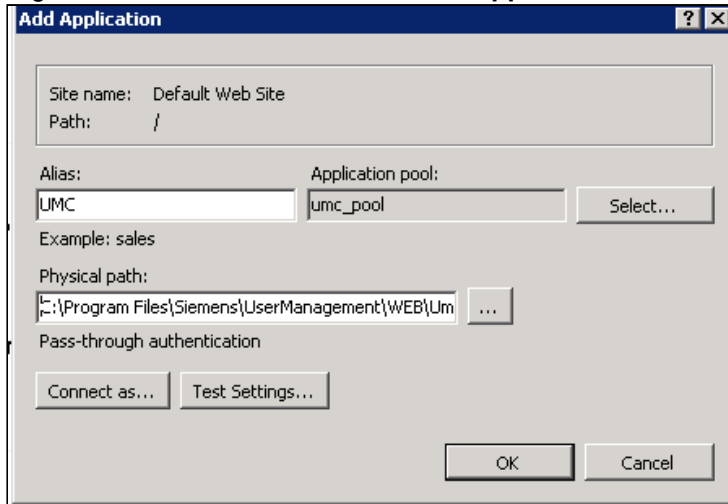 Add Application
? X
Site name: Default Web Site
Path: /
Alias:
Application pool:
UMC
umc_pool
Select...
Example: sales
Physical path:
C:\Program Files\Siemens\UserManagement\WEB\Um
...
Pass-through authentication
Connect as...
Test Settings...
OK
Cancel